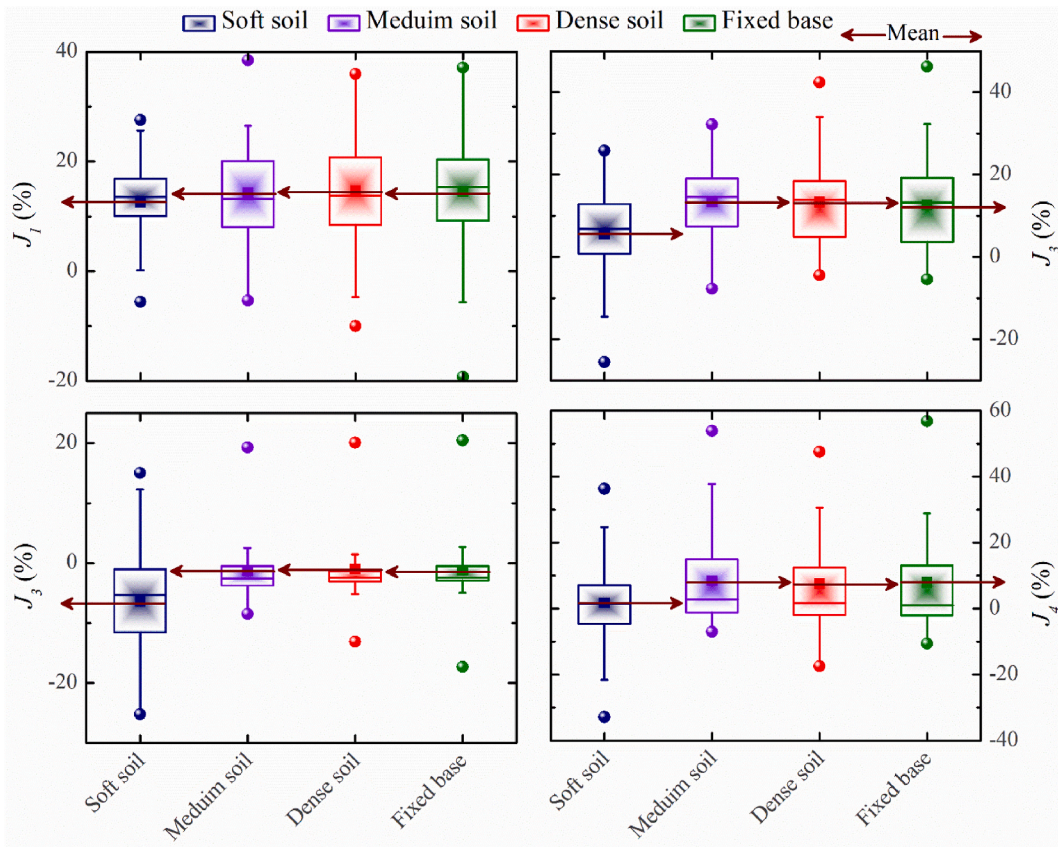 Soft soil Meduim soil Dense soil Fixed base
Mean
40
20
0
-20
J1 (%)
40
20
0
-20
J3 (%)
20
0
-20
J3 (%)
60
40
20
0
-20
-40
J4 (%)
Soft soil
Meduim soil
Dense soil
Fixed base
Soft soil
Meduim soil
Dense soil
Fixed base